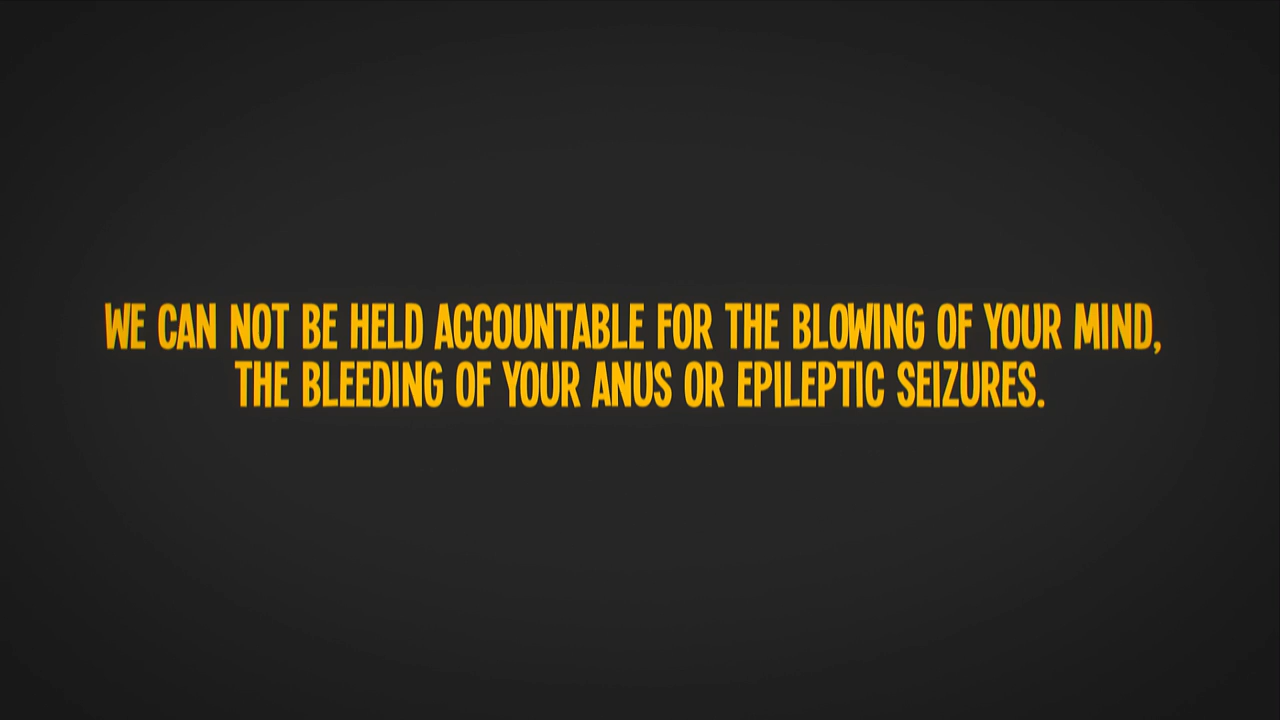 WE CAN NOT BE HELD ACCOUNTABLE FOR THE BLOWING OF YOUR MIND,
THE BLEEDING OF YOUR ANUS OR EPILEPTIC SEIZURES.